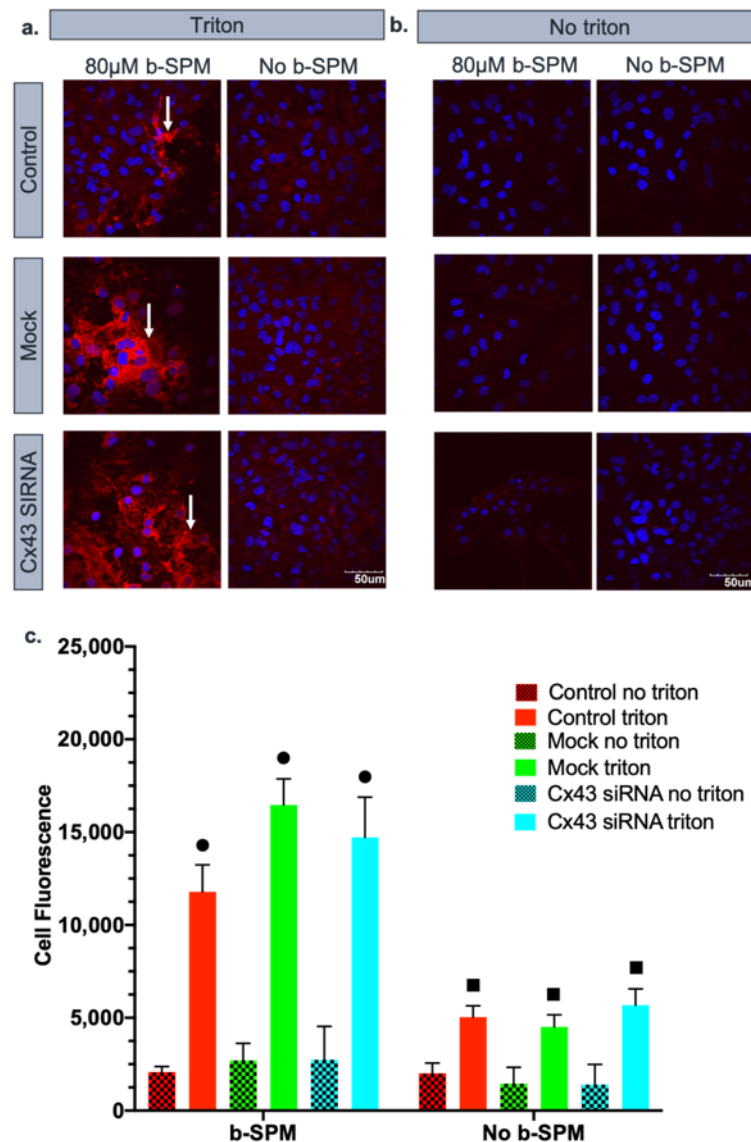 a.
Triton
b.
No triton
80µM b-SPM
No b-SPM
80µM b-SPM
No b-SPM
Control
Mock
Cx43 SIRNA
50um
50um
c.
25,000
20,000
15,000
10,000
5,000
0
Cell Fluorescence
Control no triton
Control triton
Mock no triton
Mock triton
Cx43 siRNA no triton
Cx43 siRNA triton
b-SPM
No b-SPM